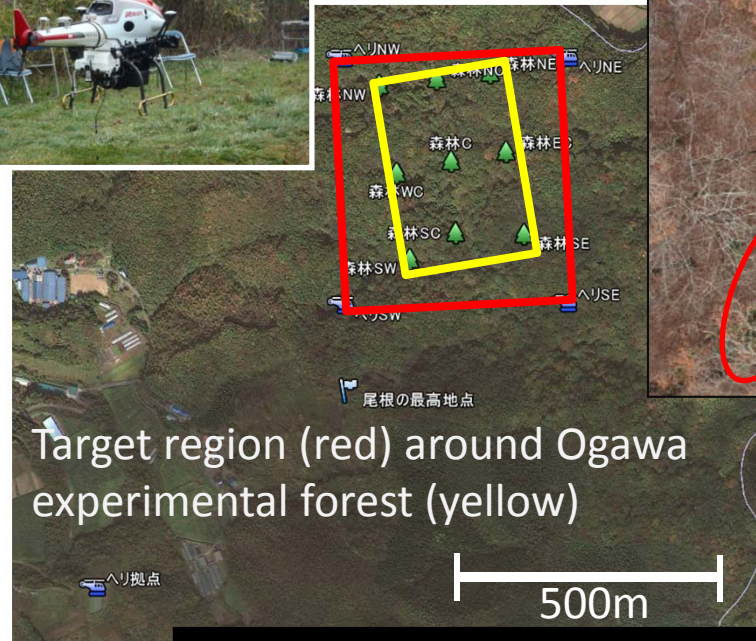 ヘリNW
森林NC
森林NE
ヘリNE
森林NW
森林C
森林EC
森林WC
森林SC
森林SE
森林SW
ヘリSE
ヘリSW
尾根の最高地点
Target region (red) around Ogawa
experimental forest (yellow)
ヘリ拠点
500m